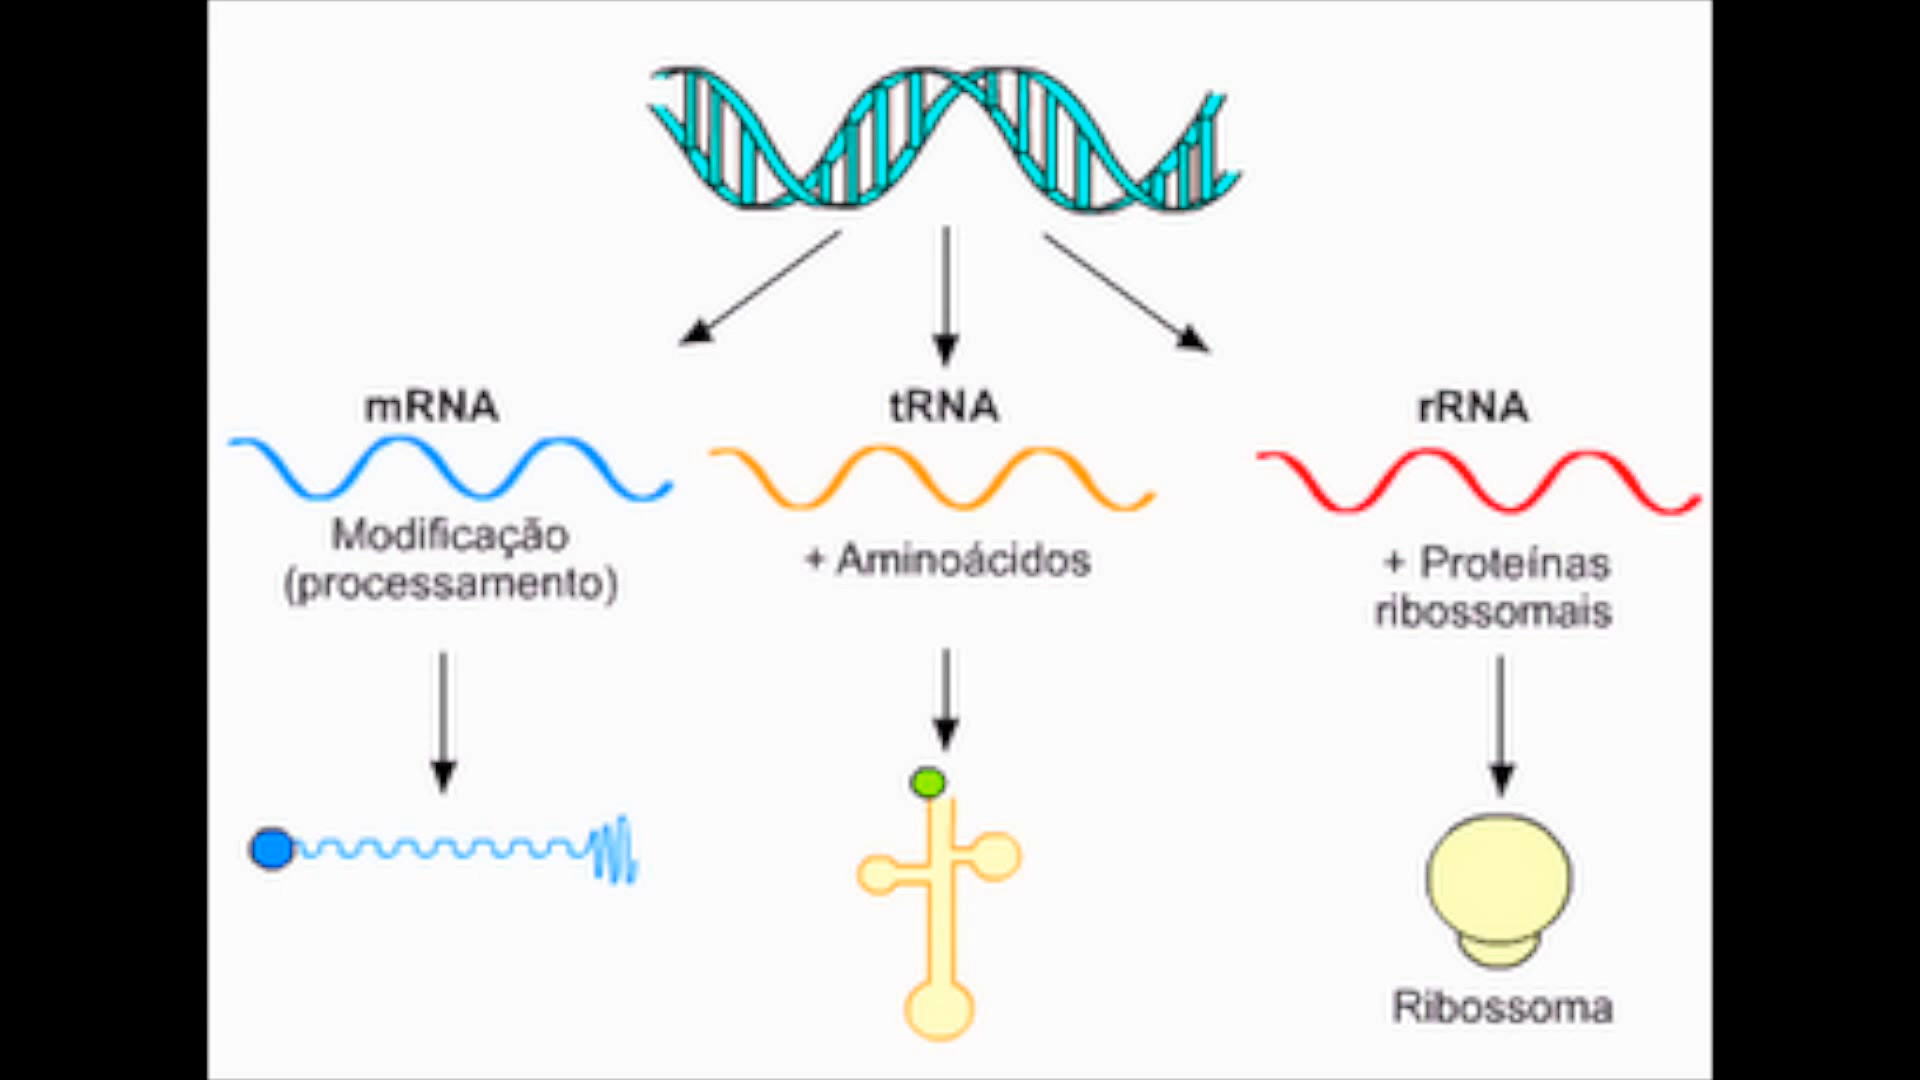 mRNA
Modificação
(processamento)
tRNA
+ Aminoácidos
rRNA
+ Proteínas
ribossomais
Ribossoma